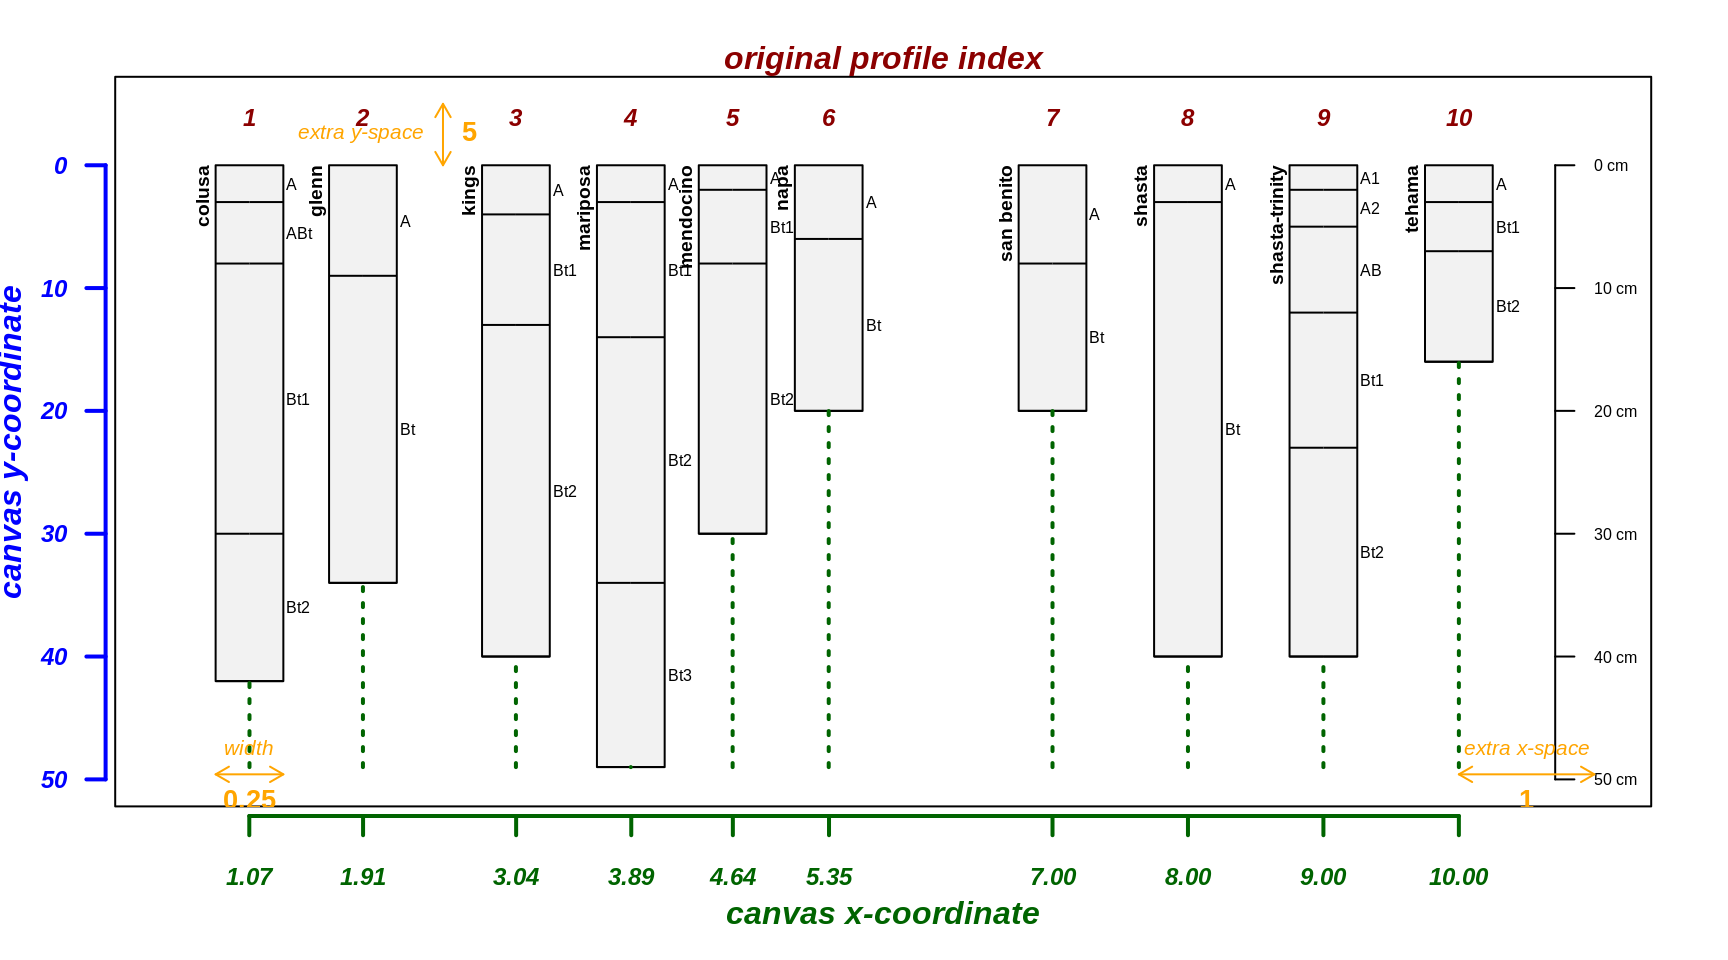 original profile index
1 2 3 4 5 6 7 8 9 10
extra y-space 5
canvas y-coordinate
0
10
20
30
40
50
colusa
A
ABt
Bt1
Bt2
glenn
A
Bt
kings
A
Bt1
Bt2
mariposa
A
Bt1
Bt2
Bt3
mendocino
A
Bt1
Bt2
napa
A
Bt
san benito
A
Bt
shasta
A
Bt
shasta-trinity
A1
A2
AB
Bt1
Bt2
tehama
A
Bt1
Bt2
0 cm
10 cm
20 cm
30 cm
40 cm
50 cm
width
0.25
extra x-space
1
1.07 1.91 3.04 3.89 4.64 5.35 7.00 8.00 9.00 10.00
canvas x-coordinate